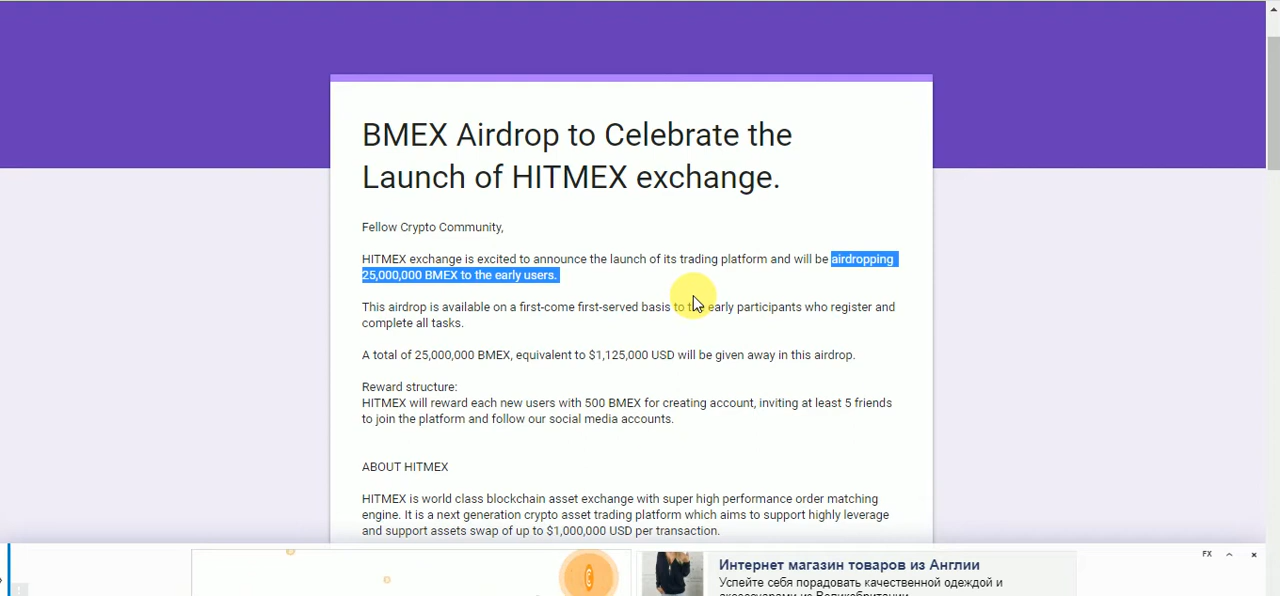 BMEX Airdrop to Celebrate the
Launch of HITMEX exchange.
Fellow Crypto Community,
HITMEX exchange is excited to announce the launch of its trading platform and will be airdropping
25,000,000 BMEX to the early users.
This airdrop is available on a first-come first-served basis to the early participants who register and
complete all tasks.
A total of 25,000,000 BMEX, equivalent to $1,125,000 USD will be given away in this airdrop.
Reward structure:
HITMEX will reward each new users with 500 BMEX for creating account, inviting at least 5 friends
to join the platform and follow our social media accounts.
ABOUT HITMEX
HITMEX is world class blockchain asset exchange with super high performance order matching
engine. It is a next generation crypto asset trading platform which aims to support highly leverage
and support assets swap of up to $1,000,000 USD per transaction.
FX
Интернет магазин товаров из Англии
Успейте себя порадовать качественной одеждой и
аксессуарами из Великобритании